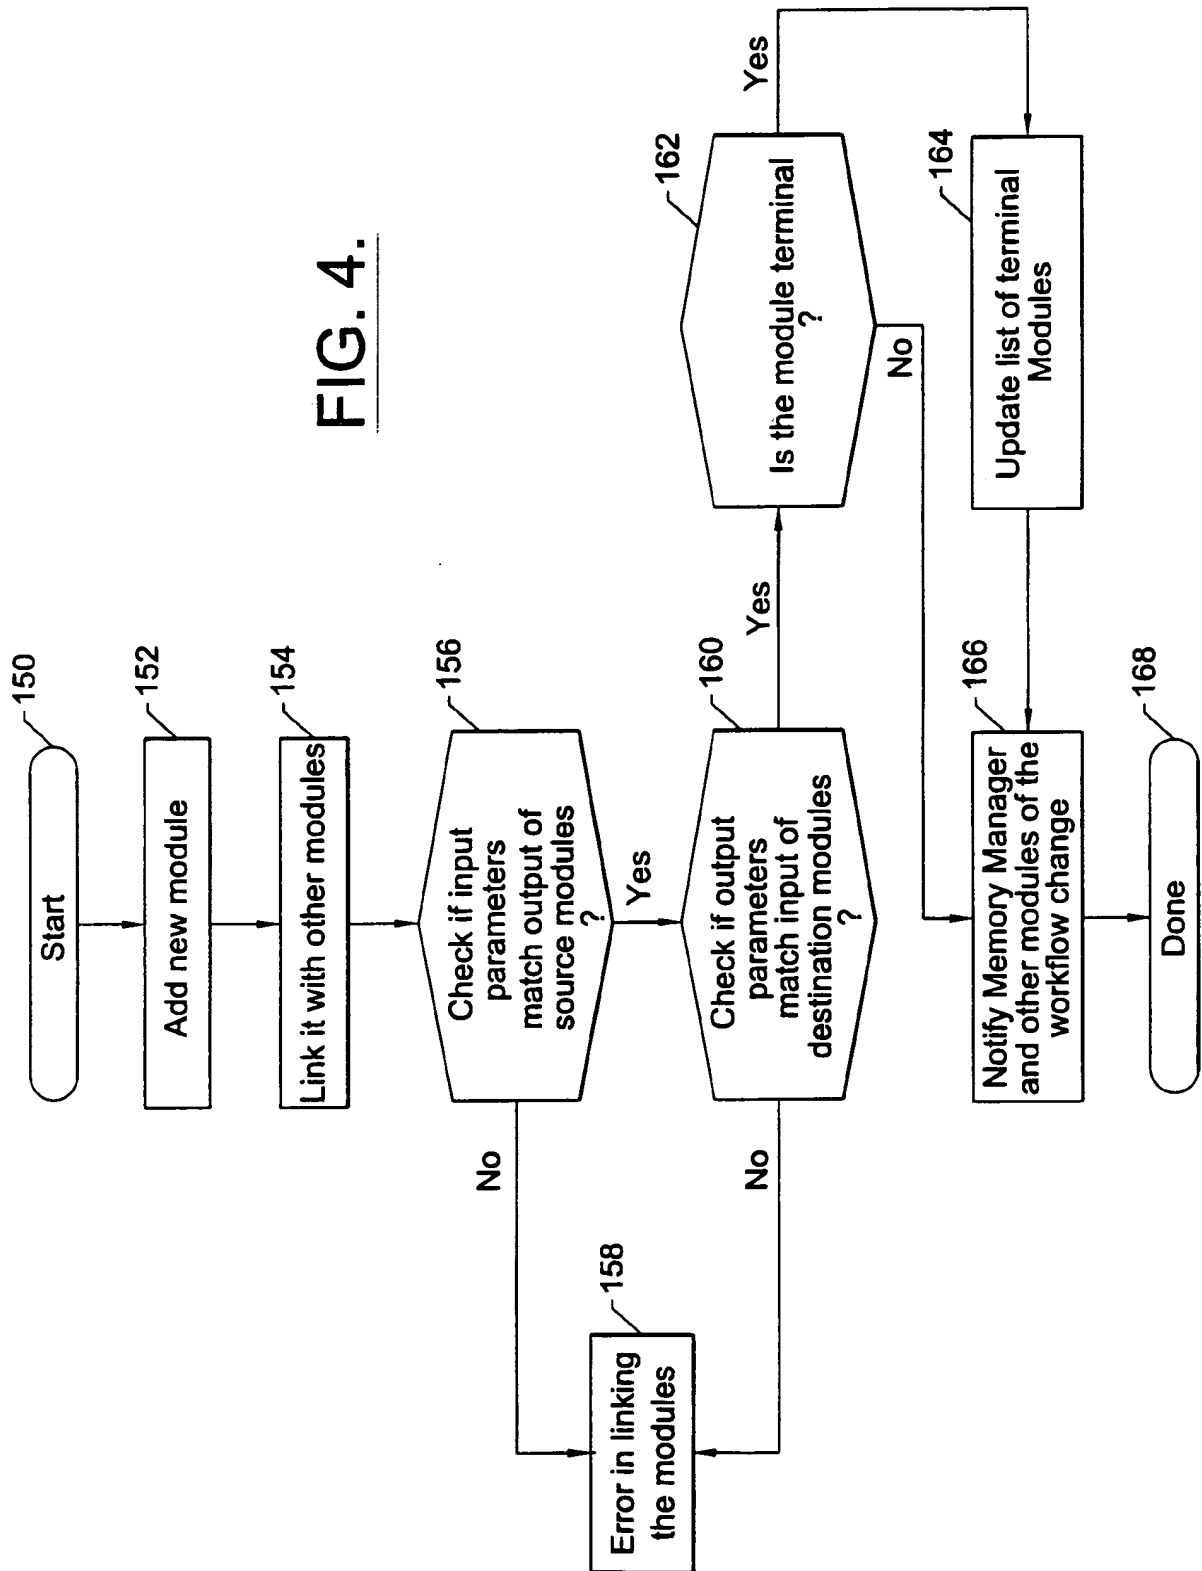 150
Start
152
Add new module
154
Link it with other modules
156
Check if input
parameters
match output of
source modules
?
No
Yes
158
Error in linking
the modules
160
Check if output
parameters
match input of
destination modules
?
No
Yes
162
Is the module terminal
?
Yes
No
164
Update list of terminal
Modules
166
Notify Memory Manager
and other modules of the
workflow change
168
Done
FIG. 4.